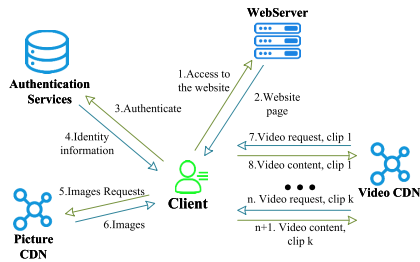 WebServer
1.Access to
the website
2.Website
page
Authentication
Services
3.Authenticate
4.Identity
information
7.Video request, clip 1
8.Video content, clip 1
Video CDN
n. Video request, clip k
n+1. Video content,
clip k
Client
5.Images Requests
6.Images
Picture
CDN